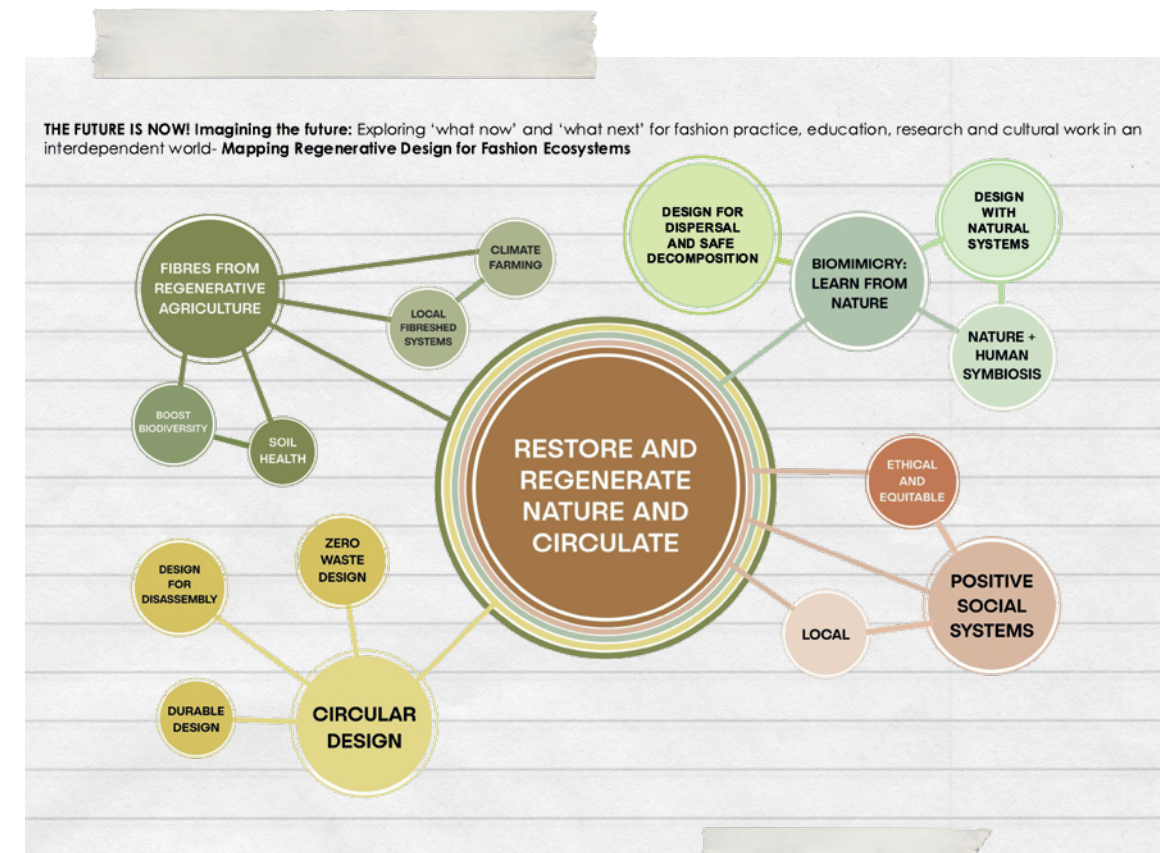 THE FUTURE IS NOW! Imagining the future: Exploring ‘what now’ and ‘what next’ for fashion practice, education, research and cultural work in an
interdependent world- Mapping Regenerative Design for Fashion Ecosystems
FIBRES FROM
REGENERATIVE
AGRICULTURE
CLIMATE
FARMING
LOCAL
FIBRESHED
SYSTEMS
BOOST
BIODIVERSITY
SOIL
HEALTH
DESIGN FOR
DISPERSAL
AND SAFE
DECOMPOSITION
BIOMIMICRY:
LEARN FROM
NATURE
DESIGN
WITH
NATURAL
SYSTEMS
NATURE +
HUMAN
SYMBIOSIS
RESTORE AND
REGENERATE
NATURE AND
CIRCULATE
ETHICAL
AND
EQUITABLE
POSITIVE
SOCIAL
SYSTEMS
LOCAL
ZERO
WASTE
DESIGN
DESIGN
FOR
DISASSEMBLY
DURABLE
DESIGN
CIRCULAR
DESIGN